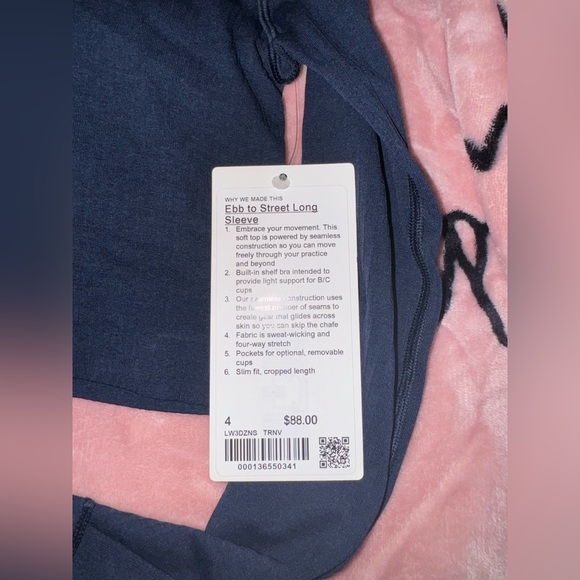 WHY WE MADE THIS
Ebb to Street Long
Sleeve
1. Embrace your movement. This
soft top is powered by seamless
construction so you can move
freely through your practice
and beyond
2. Built-in shelf bra intended to
provide light support for B/C
cups
3. Our seamless construction uses
the fewest number of seams to
create gear that glides across
skin so you can skip the chafe
4. Fabric is sweat-wicking and
four-way stretch
5. Pockets for optional, removable
cups
6. Slim fit, cropped length
4 $88.00
LW3DZNS TRNV
000136550341